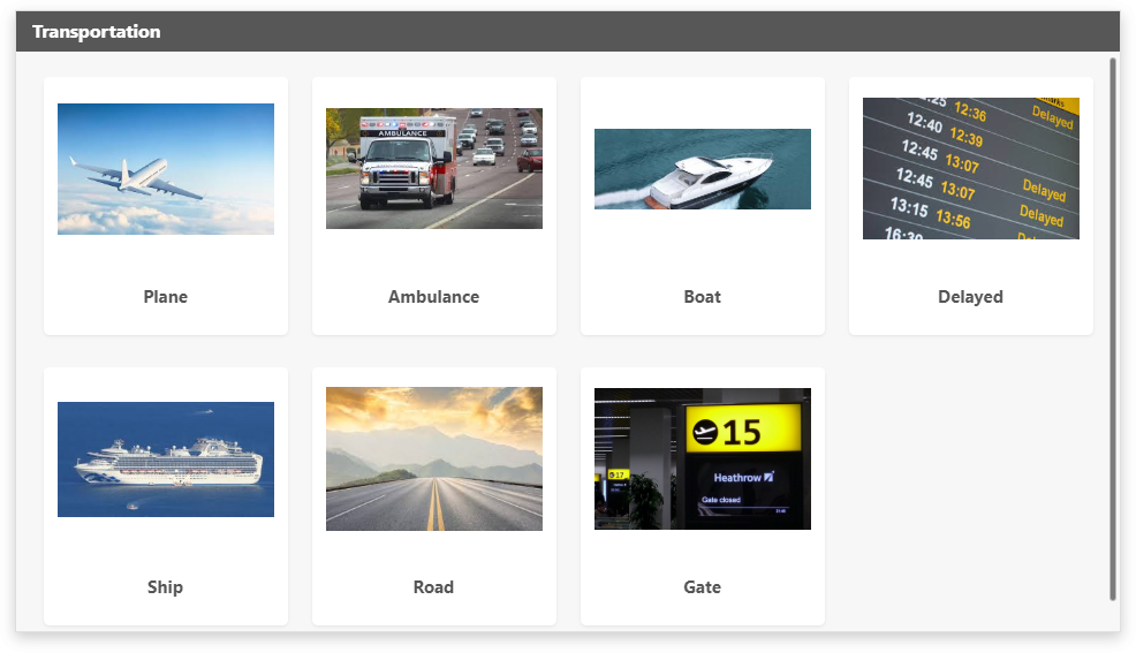 Transportation
AMBULANCE
:25 12:36 Delayed
12:40 12:39
12:45 13:07
12:45 13:07 Delayed
13:15 13:56 Delayed
16:30
Plane
Ambulance
Boat
Delayed
15
17
Heathrow
Gate closed
Ship
Road
Gate